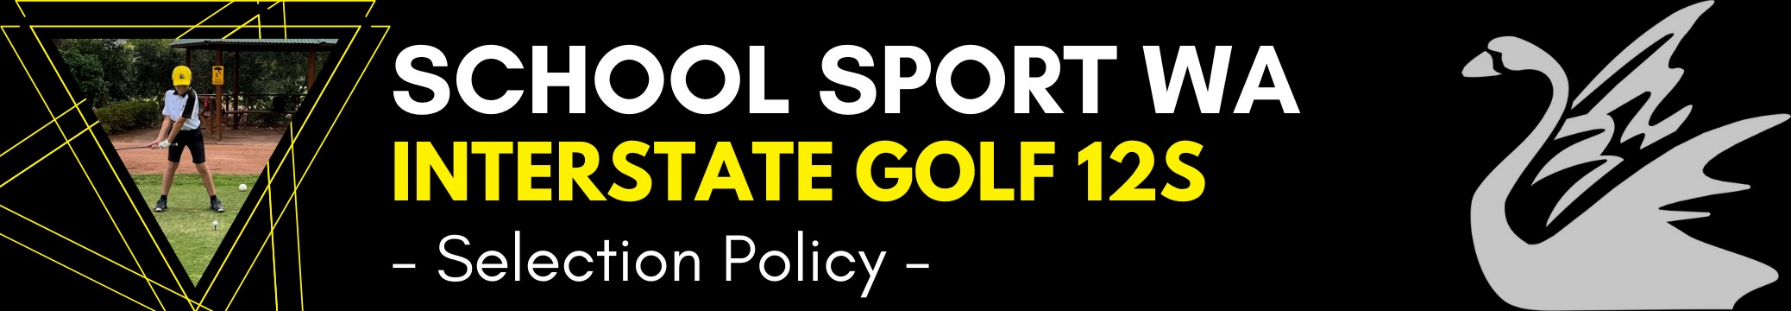 SCHOOL SPORT WA
INTERSTATE GOLF 12S
- Selection Policy -